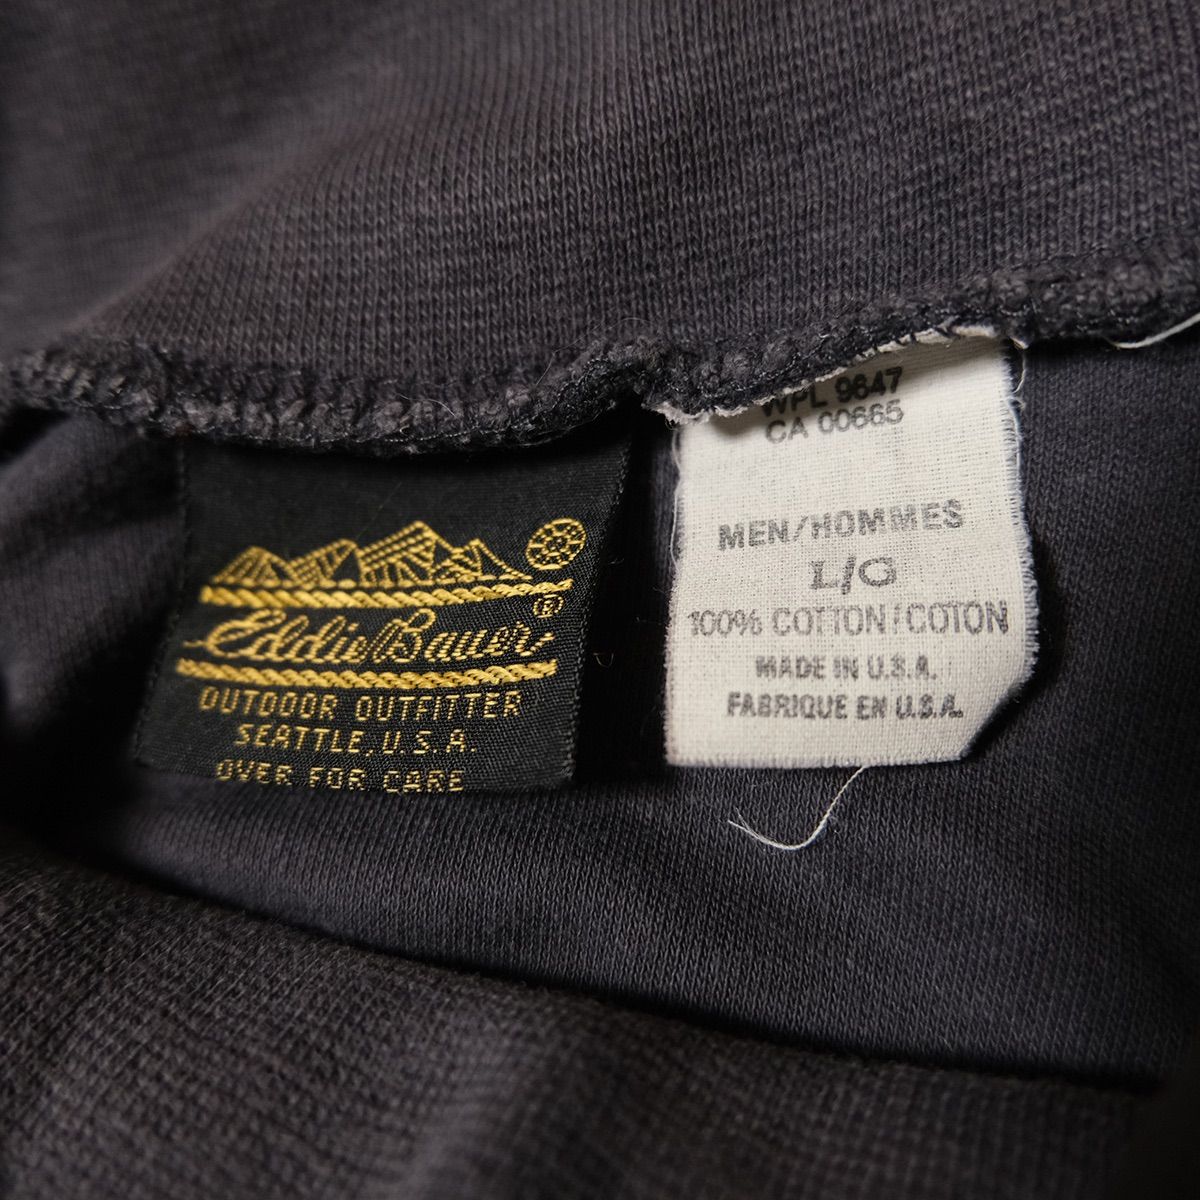 Eddie Bauer®
OUTDOOR OUTFITTER
SEATTLE, U.S.A.
OVER FOR CARE
WPL 9647
CA 00665
MEN/HOMMES
L/G
100% COTTON/COTON
MADE IN U.S.A.
FABRIQUE EN U.S.A.